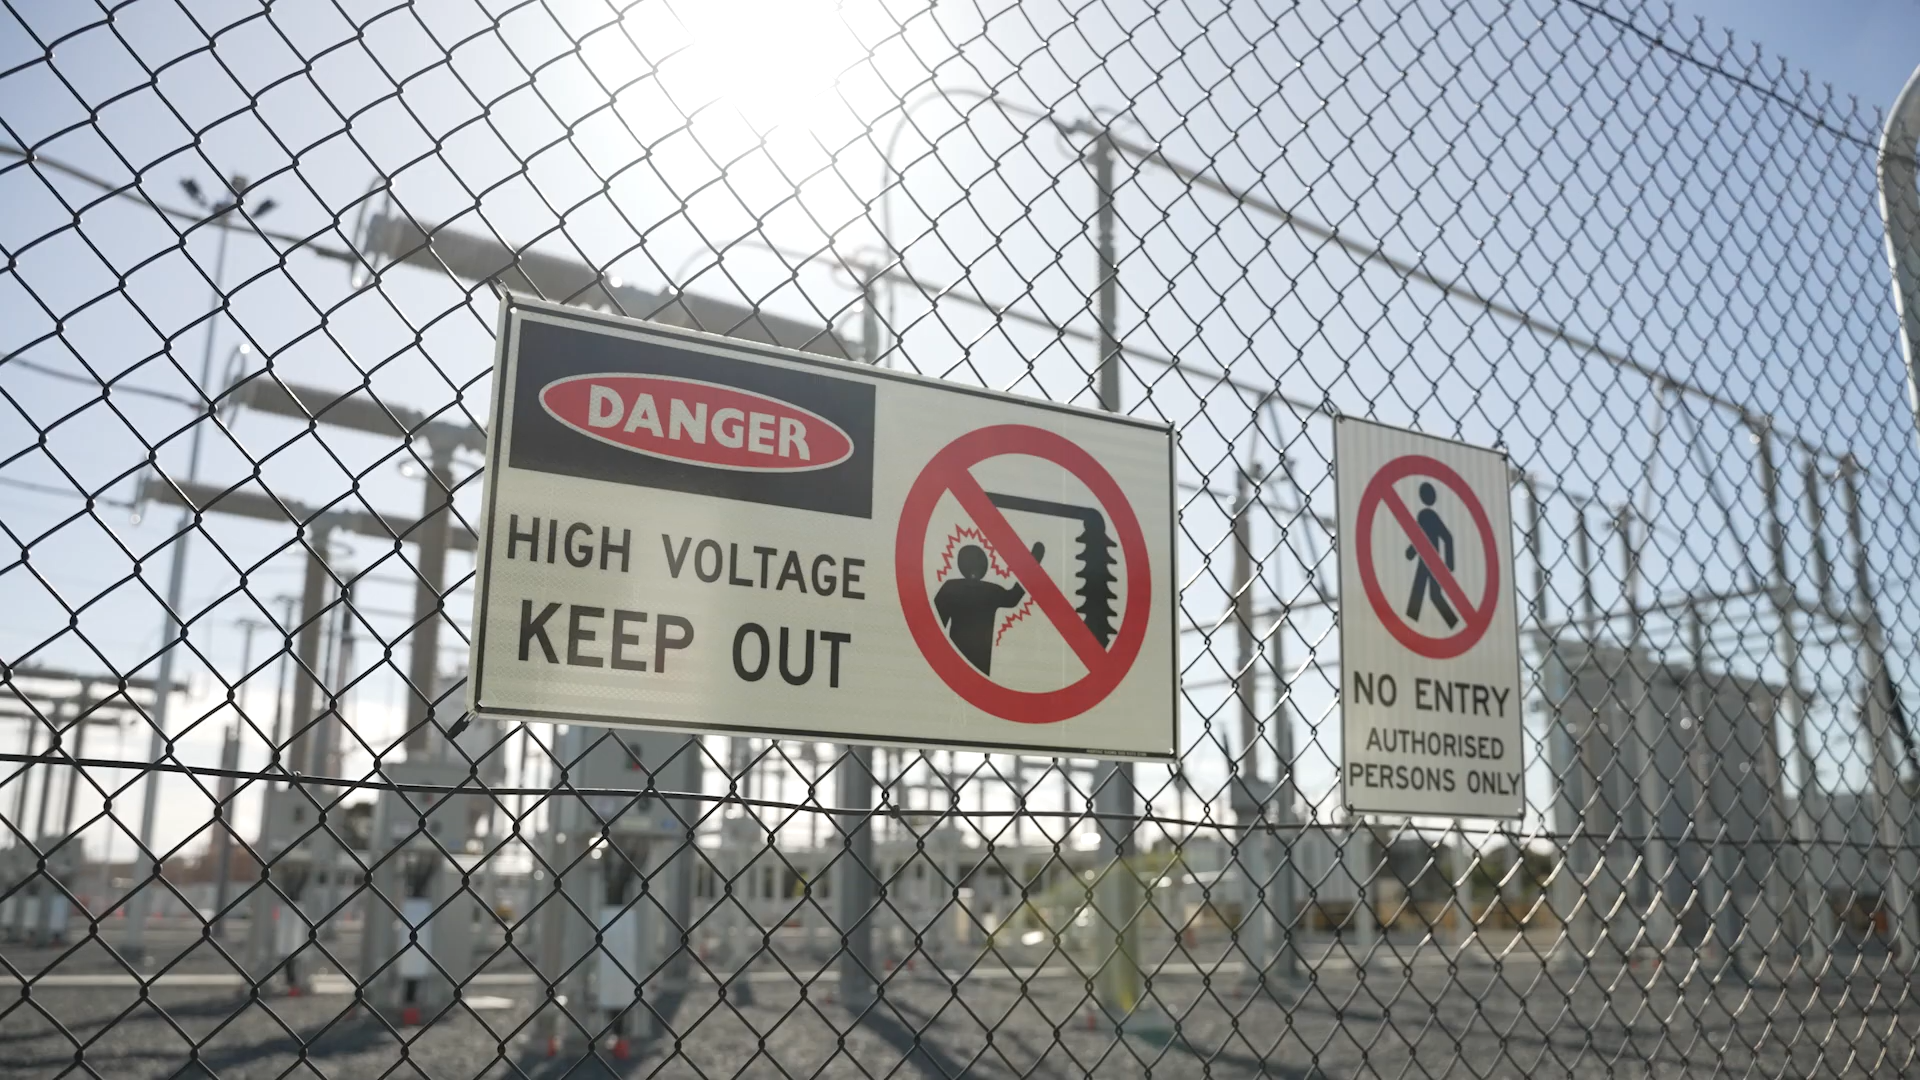 DANGER
HIGH VOLTAGE
KEEP OUT
NO ENTRY
AUTHORISED
PERSONS ONLY